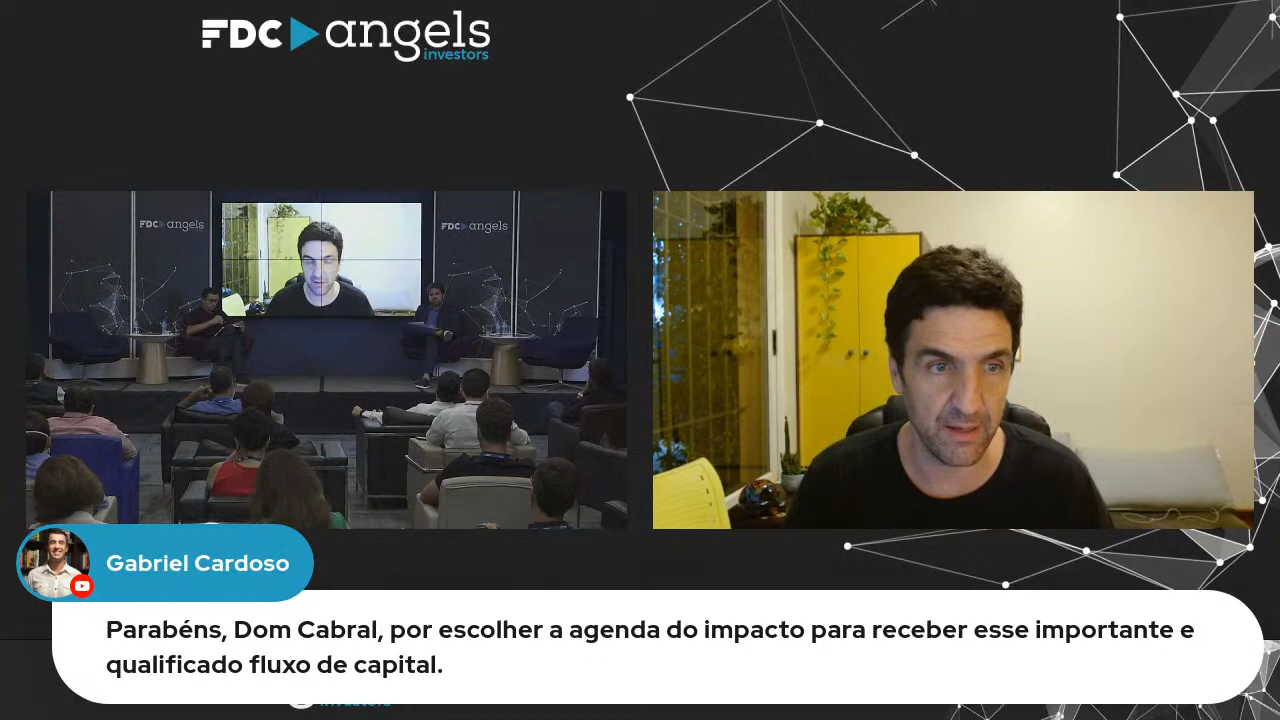 FDC angels
investors
FDC angels
FDC angels
Gabriel Cardoso
Parabéns, Dom Cabral, por escolher a agenda do impacto para receber esse importante e
qualificado fluxo de capital.
investors